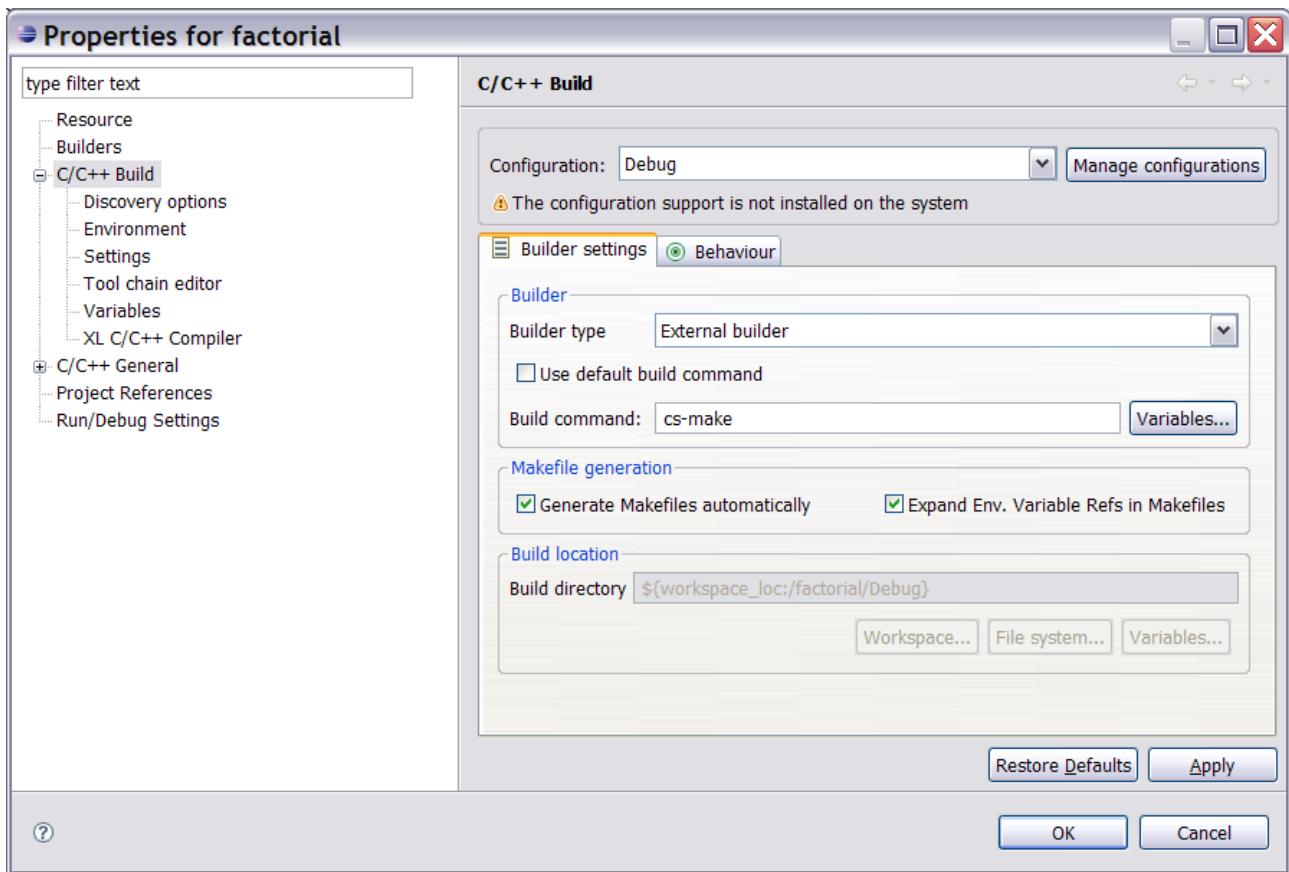 Properties for factorial
type filter text
Resource
Builders
C/C++ Build
Discovery options
Environment
Settings
Tool chain editor
Variables
XL C/C++ Compiler
C/C++ General
Project References
Run/Debug Settings
C/C++ Build
Configuration: Debug Manage configurations
The configuration support is not installed on the system
Builder settings Behaviour
Builder
Builder type External builder
Use default build command
Build command: cs-make Variables...
Makefile generation
Generate Makefiles automatically Expand Env. Variable Refs in Makefiles
Build location
Build directory ${workspace_loc:/factorial/Debug}
Workspace... File system... Variables...
Restore Defaults Apply
OK Cancel